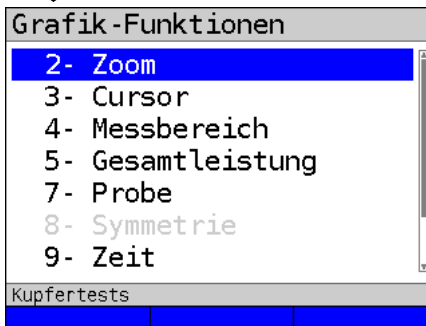 Grafik-Funktionen
2- Zoom
3- Cursor
4- Messbereich
5- Gesamtleistung
7- Probe
8- Symmetrie
9- Zeit
Kupfertests